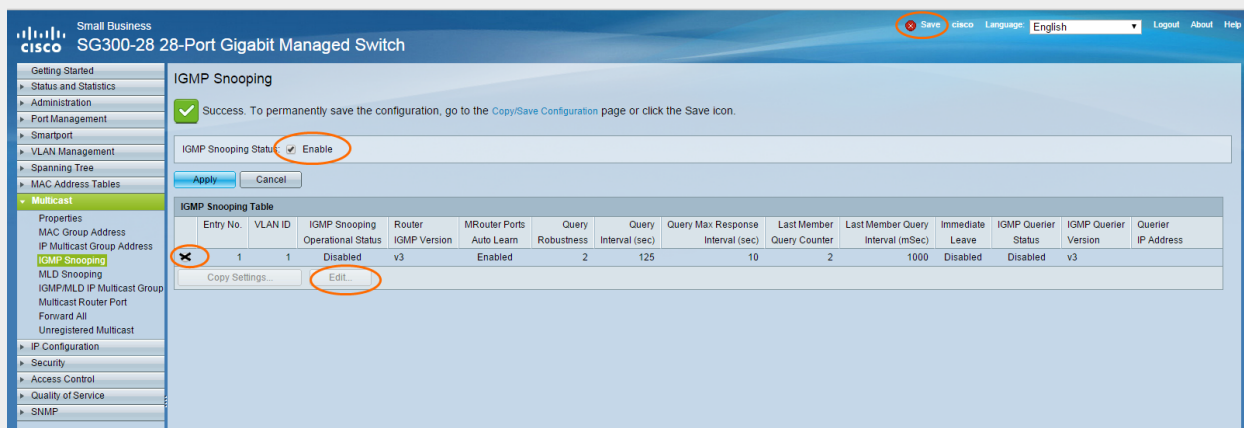 Small Business
CISCO SG300-28 28-Port Gigabit Managed Switch
Save cisco Language: English Logout About Help
Getting Started
Status and Statistics
Administration
Port Management
Smartport
VLAN Management
Spanning Tree
MAC Address Tables
Multicast
Properties
MAC Group Address
IP Multicast Group Address
IGMP Snooping
MLD Snooping
IGMP/MLD IP Multicast Group
Multicast Router Port
Forward All
Unregistered Multicast
IP Configuration
Security
Access Control
Quality of Service
SNMP
IGMP Snooping
Success. To permanently save the configuration, go to the Copy/Save Configuration page or click the Save icon.
IGMP Snooping Status: Enable
Apply Cancel
IGMP Snooping Table
Entry No. VLAN ID IGMP Snooping Router MRouter Ports Query Query Query Max Response Last Member Last Member Query Immediate IGMP Querier IGMP Querier Querier
Operational Status IGMP Version Auto Learn Robustness Interval (sec) Interval (sec) Query Counter Interval (mSec) Leave Status Version IP Address
1 1 Disabled v3 Enabled 2 125 10 2 1000 Disabled Disabled v3
Copy Settings... Edit...